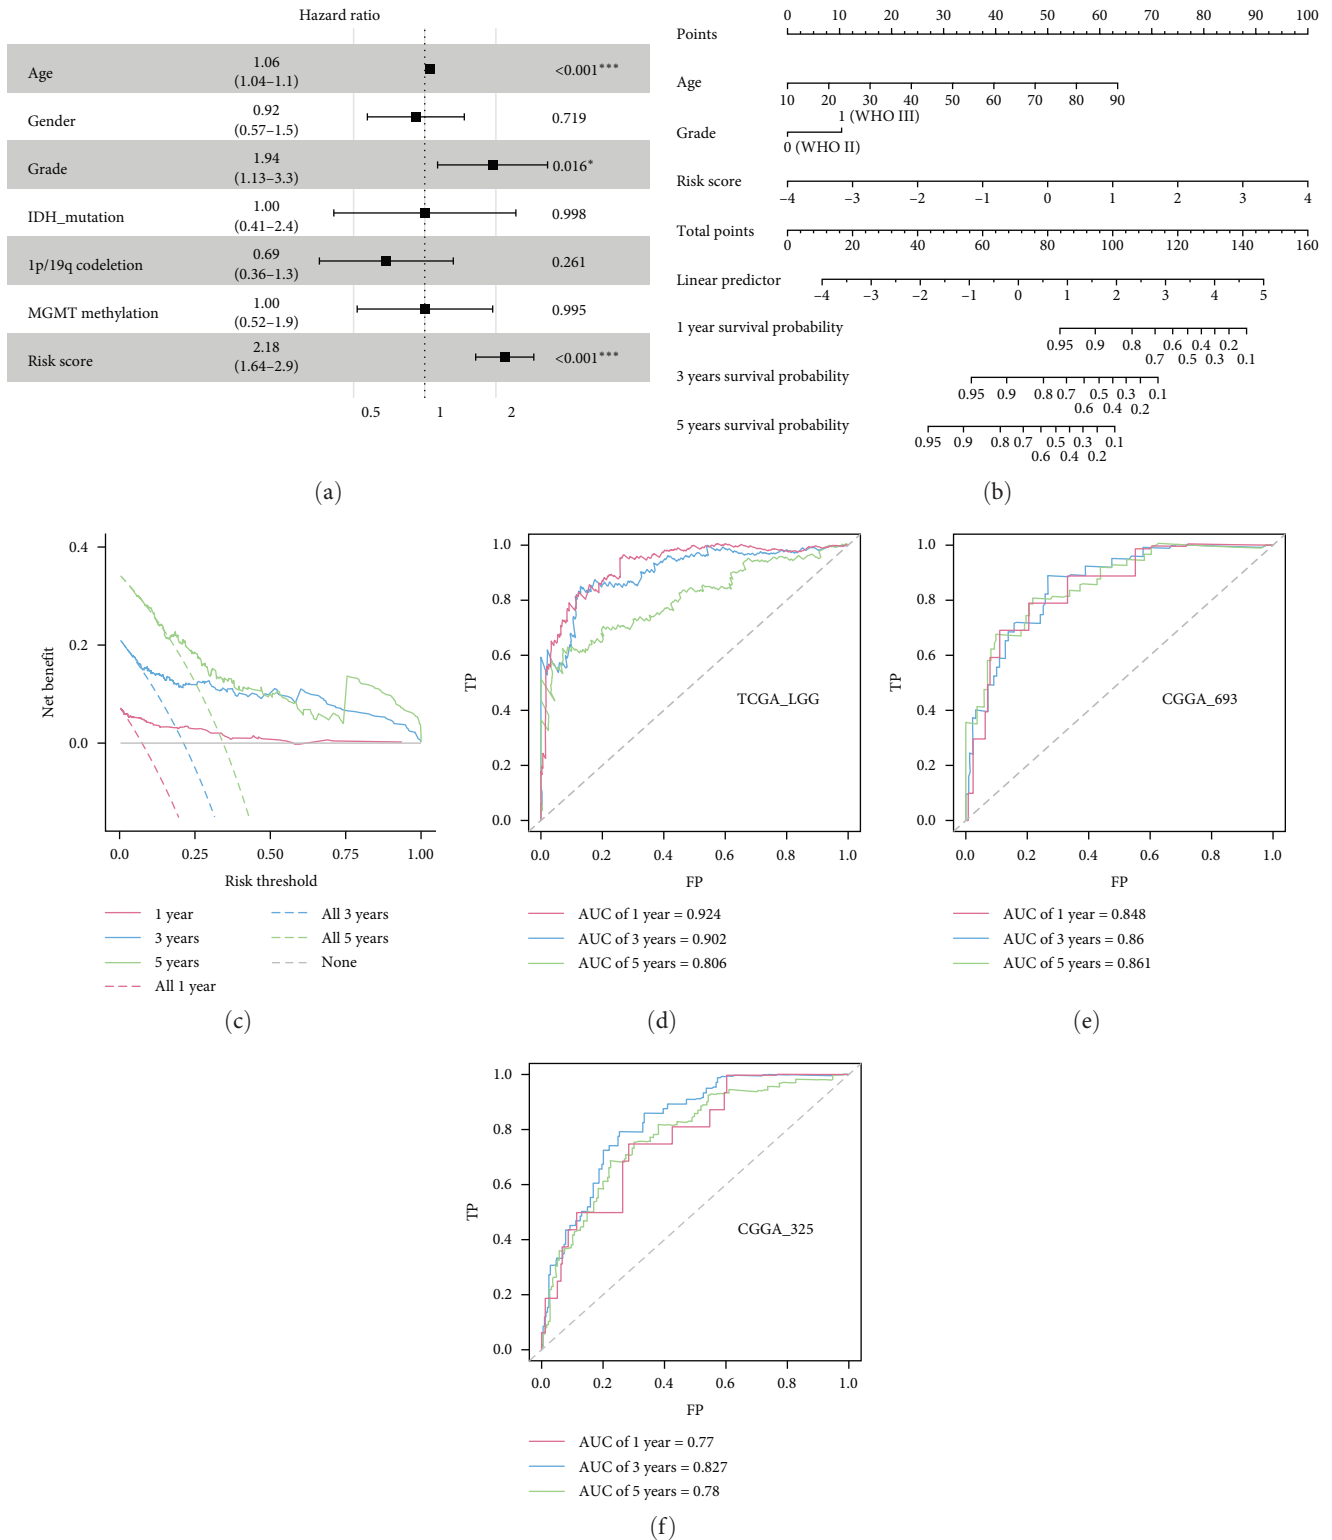 Hazard ratio
Age 1.06 (1.04–1.1) <0.001***
Gender 0.92 (0.57–1.5) 0.719
Grade 1.94 (1.13–3.3) 0.016*
IDH_mutation 1.00 (0.41–2.4) 0.998
1p/19q codeletion 0.69 (0.36–1.3) 0.261
MGMT methylation 1.00 (0.52–1.9) 0.995
Risk score 2.18 (1.64–2.9) <0.001***
0.5 1 2
(a)
Points 0 10 20 30 40 50 60 70 80 90 100
Age 10 20 30 40 50 60 70 80 90
1 (WHO III)
Grade
0 (WHO II)
Risk score −4 −3 −2 −1 0 1 2 3 4
Total points 0 20 40 60 80 100 120 140 160
Linear predictor −4 −3 −2 −1 0 1 2 3 4 5
1 year survival probability
0.95 0.9 0.8 0.6 0.4 0.2
0.7 0.5 0.3 0.1
3 years survival probability
0.95 0.9 0.8 0.7 0.5 0.3 0.1
0.6 0.4 0.2
5 years survival probability
0.95 0.9 0.8 0.7 0.5 0.3 0.1
0.6 0.4 0.2
(b)
Net benefit
0.4
0.2
0.0
0.0 0.25 0.50 0.75 1.00
Risk threshold
1 year
3 years
5 years
All 1 year
All 3 years
All 5 years
None
(c)
TP
1.0
0.8
0.6
0.4
0.2
0.0
TCGA_LGG
0.0 0.2 0.4 0.6 0.8 1.0
FP
AUC of 1 year = 0.924
AUC of 3 years = 0.902
AUC of 5 years = 0.806
(d)
TP
1.0
0.8
0.6
0.4
0.2
0.0
CGGA_693
0.0 0.2 0.4 0.6 0.8 1.0
FP
AUC of 1 year = 0.848
AUC of 3 years = 0.86
AUC of 5 years = 0.861
(e)
TP
1.0
0.8
0.6
0.4
0.2
0.0
CGGA_325
0.0 0.2 0.4 0.6 0.8 1.0
FP
AUC of 1 year = 0.77
AUC of 3 years = 0.827
AUC of 5 years = 0.78
(f)